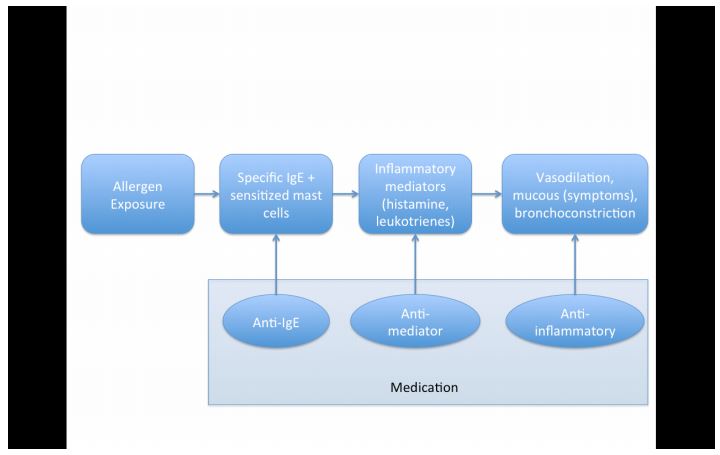 Allergen
Exposure
Specific IgE +
sensitized mast
cells
Inflammatory
mediators
(histamine,
leukotrienes)
Vasodilation,
mucous (symptoms),
bronchoconstriction
Anti-IgE
Anti-
mediator
Anti-
inflammatory
Medication